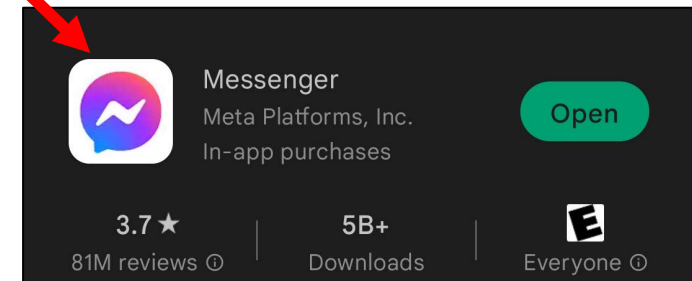 Messenger
Meta Platforms, Inc.
In-app purchases
Open
3.7★
81M reviews ⓘ
5B+
Downloads
E
Everyone ⓘ